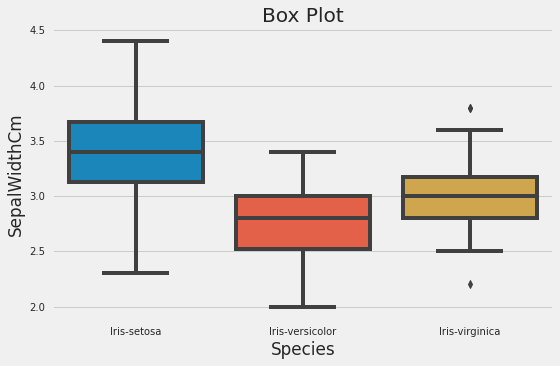 Box Plot
SepalWidthCm
4.5
4.0
3.5
3.0
2.5
2.0
Iris-setosa
Iris-versicolor
Iris-virginica
Species